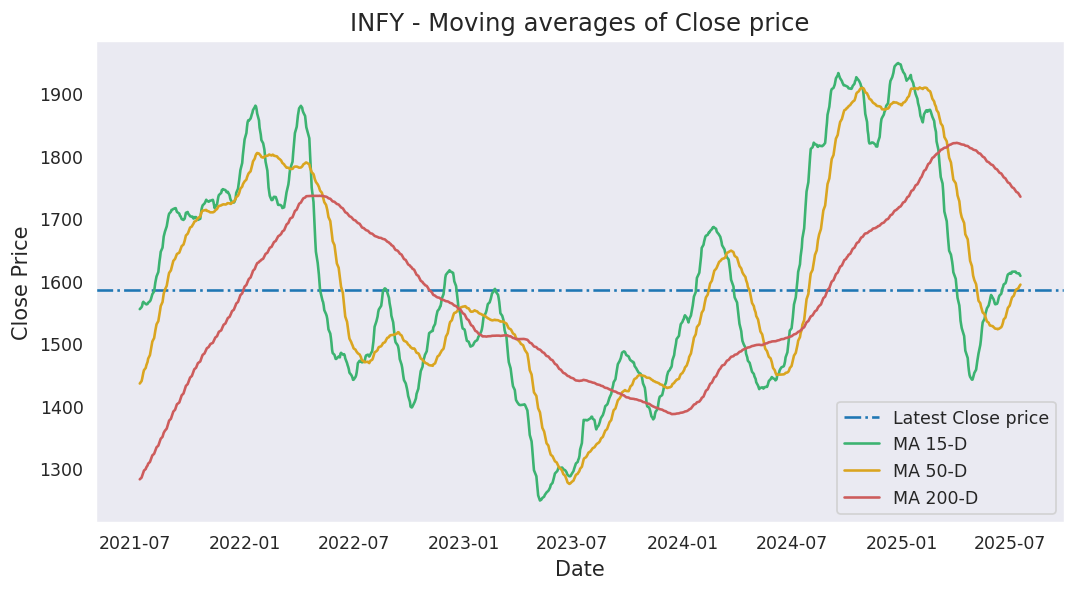 INFY - Moving averages of Close price
Close Price
1900
1800
1700
1600
1500
1400
1300
Latest Close price
MA 15-D
MA 50-D
MA 200-D
2021-07 2022-01 2022-07 2023-01 2023-07 2024-01 2024-07 2025-01 2025-07
Date